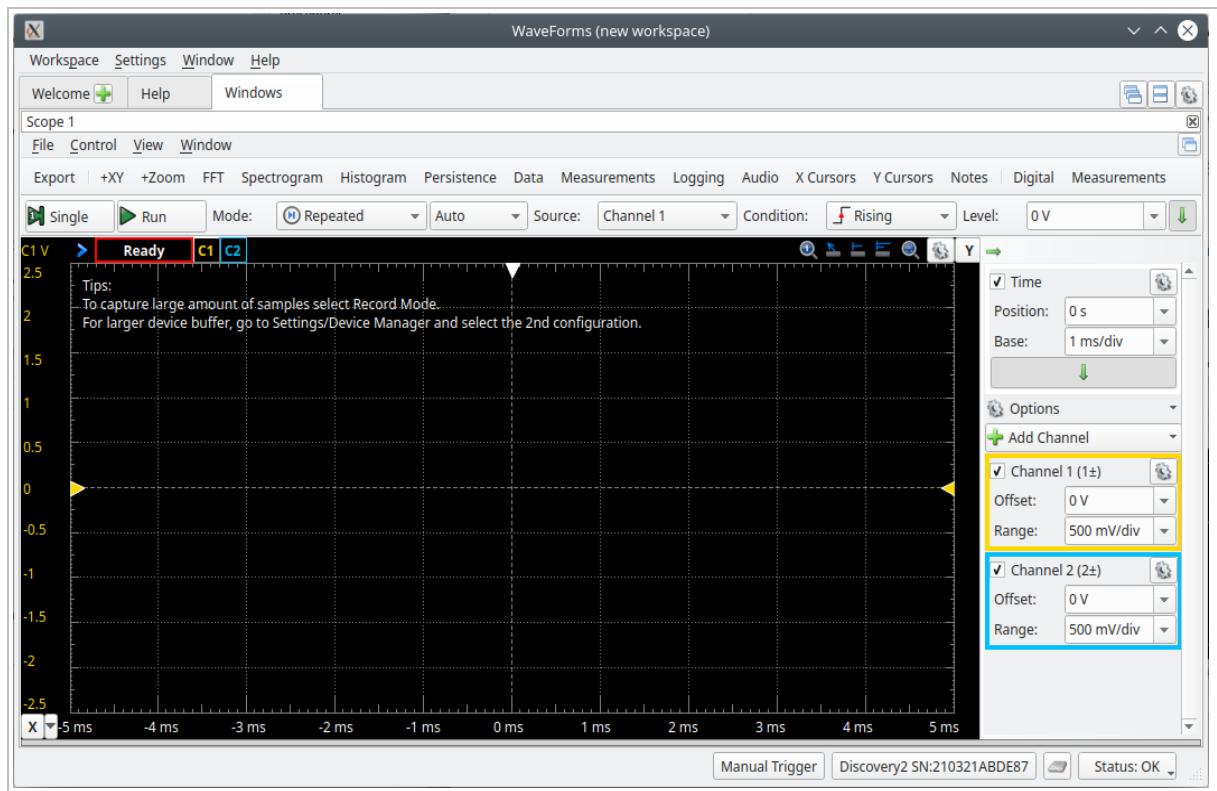 WaveForms (new workspace)
Workspace Settings Window Help
Welcome Help Windows
Scope 1
File Control View Window
Export +XY +Zoom FFT Spectrogram Histogram Persistence Data Measurements Logging Audio X Cursors Y Cursors Notes Digital Measurements
Single Run Mode: Repeated Auto Source: Channel 1 Condition: Rising Level: 0 V
C1 V Ready C1 C2 Y
2.5
Tips:
To capture large amount of samples select Record Mode.
For larger device buffer, go to Settings/Device Manager and select the 2nd configuration.
2
1.5
1
0.5
0
-0.5
-1
-1.5
-2
-2.5
X -5 ms -4 ms -3 ms -2 ms -1 ms 0 ms 1 ms 2 ms 3 ms 4 ms 5 ms
Time
Position: 0 s
Base: 1 ms/div
Options
Add Channel
Channel 1 (1±)
Offset: 0 V
Range: 500 mV/div
Channel 2 (2±)
Offset: 0 V
Range: 500 mV/div
Manual Trigger Discovery2 SN:210321ABDE87 Status: OK